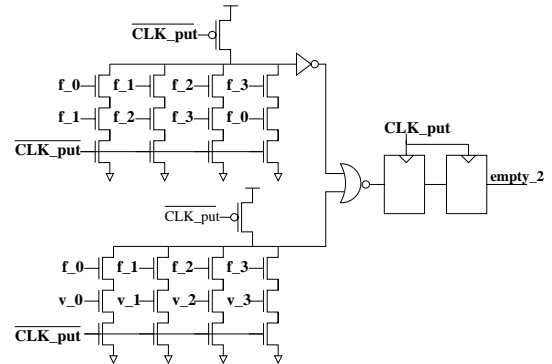 CLK_put
f_0 f_1 f_2 f_3
f_1 f_2 f_3 f_0
CLK_put
CLK_put
empty_2
CLK_put
f_0 f_1 f_2 f_3
v_0 v_1 v_2 v_3
CLK_put